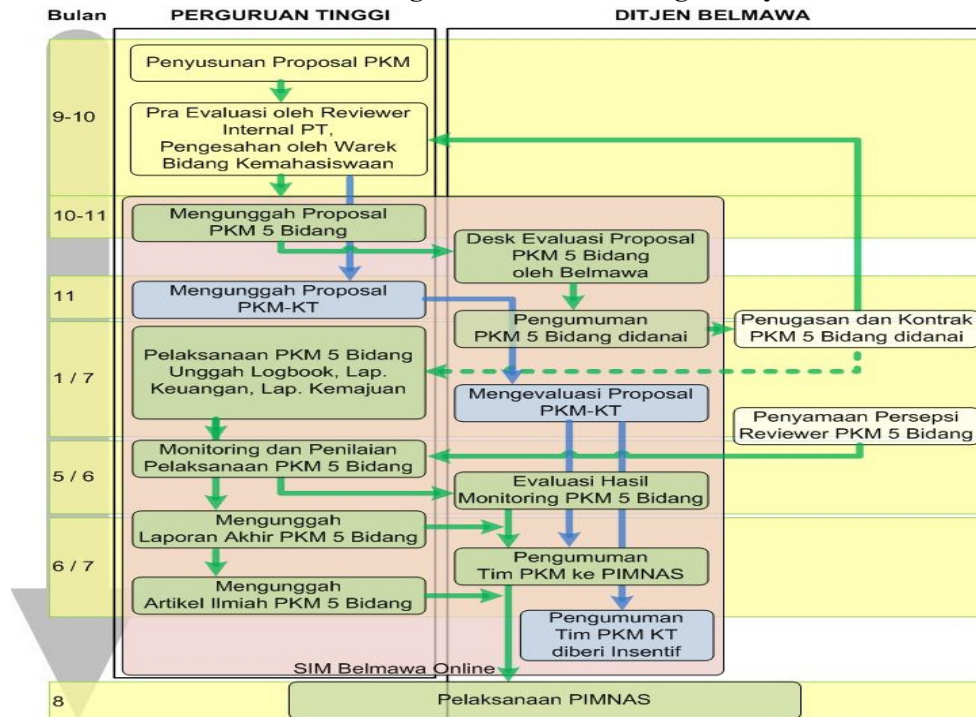 Bulan
PERGURUAN TINGGI
DITJEN BELMAWA
9-10
Penyusunan Proposal PKM
Pra Evaluasi oleh Reviewer
Internal PT,
Pengesahan oleh Warek
Bidang Kemahasiswaan
10-11
Mengunggah Proposal
PKM 5 Bidang
Desk Evaluasi Proposal
PKM 5 Bidang
oleh Belmawa
11
Mengunggah Proposal
PKM-KT
Pengumuman
PKM 5 Bidang didanai
Penugasan dan Kontrak
PKM 5 Bidang didanai
1 / 7
Pelaksanaan PKM 5 Bidang
Unggah Logbook, Lap.
Keuangan, Lap. Kemajuan
Mengevaluasi Proposal
PKM-KT
Penyamaan Persepsi
Reviewer PKM 5 Bidang
5 / 6
Monitoring dan Penilaian
Pelaksanaan PKM 5 Bidang
Evaluasi Hasil
Monitoring PKM 5 Bidang
6 / 7
Mengunggah
Laporan Akhir PKM 5 Bidang
Pengumuman
Tim PKM ke PIMNAS
Mengunggah
Artikel Ilmiah PKM 5 Bidang
Pengumuman
Tim PKM KT
diberi Insentif
SIM Belmawa Online
8
Pelaksanaan PIMNAS